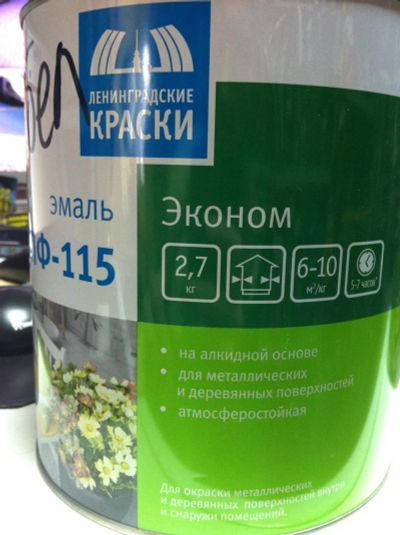 бел
ЛЕНИНГРАДСКИЕ
КРАСКИ
эмаль
Ф-115
Эконом
2,7
кг
6-10
м²/кг
5-7 часов
• на алкидной основе
• для металлических
и деревянных поверхностей
• атмосферостойкая
Для окраски металлических
и деревянных поверхностей внутри
и снаружи помещений.